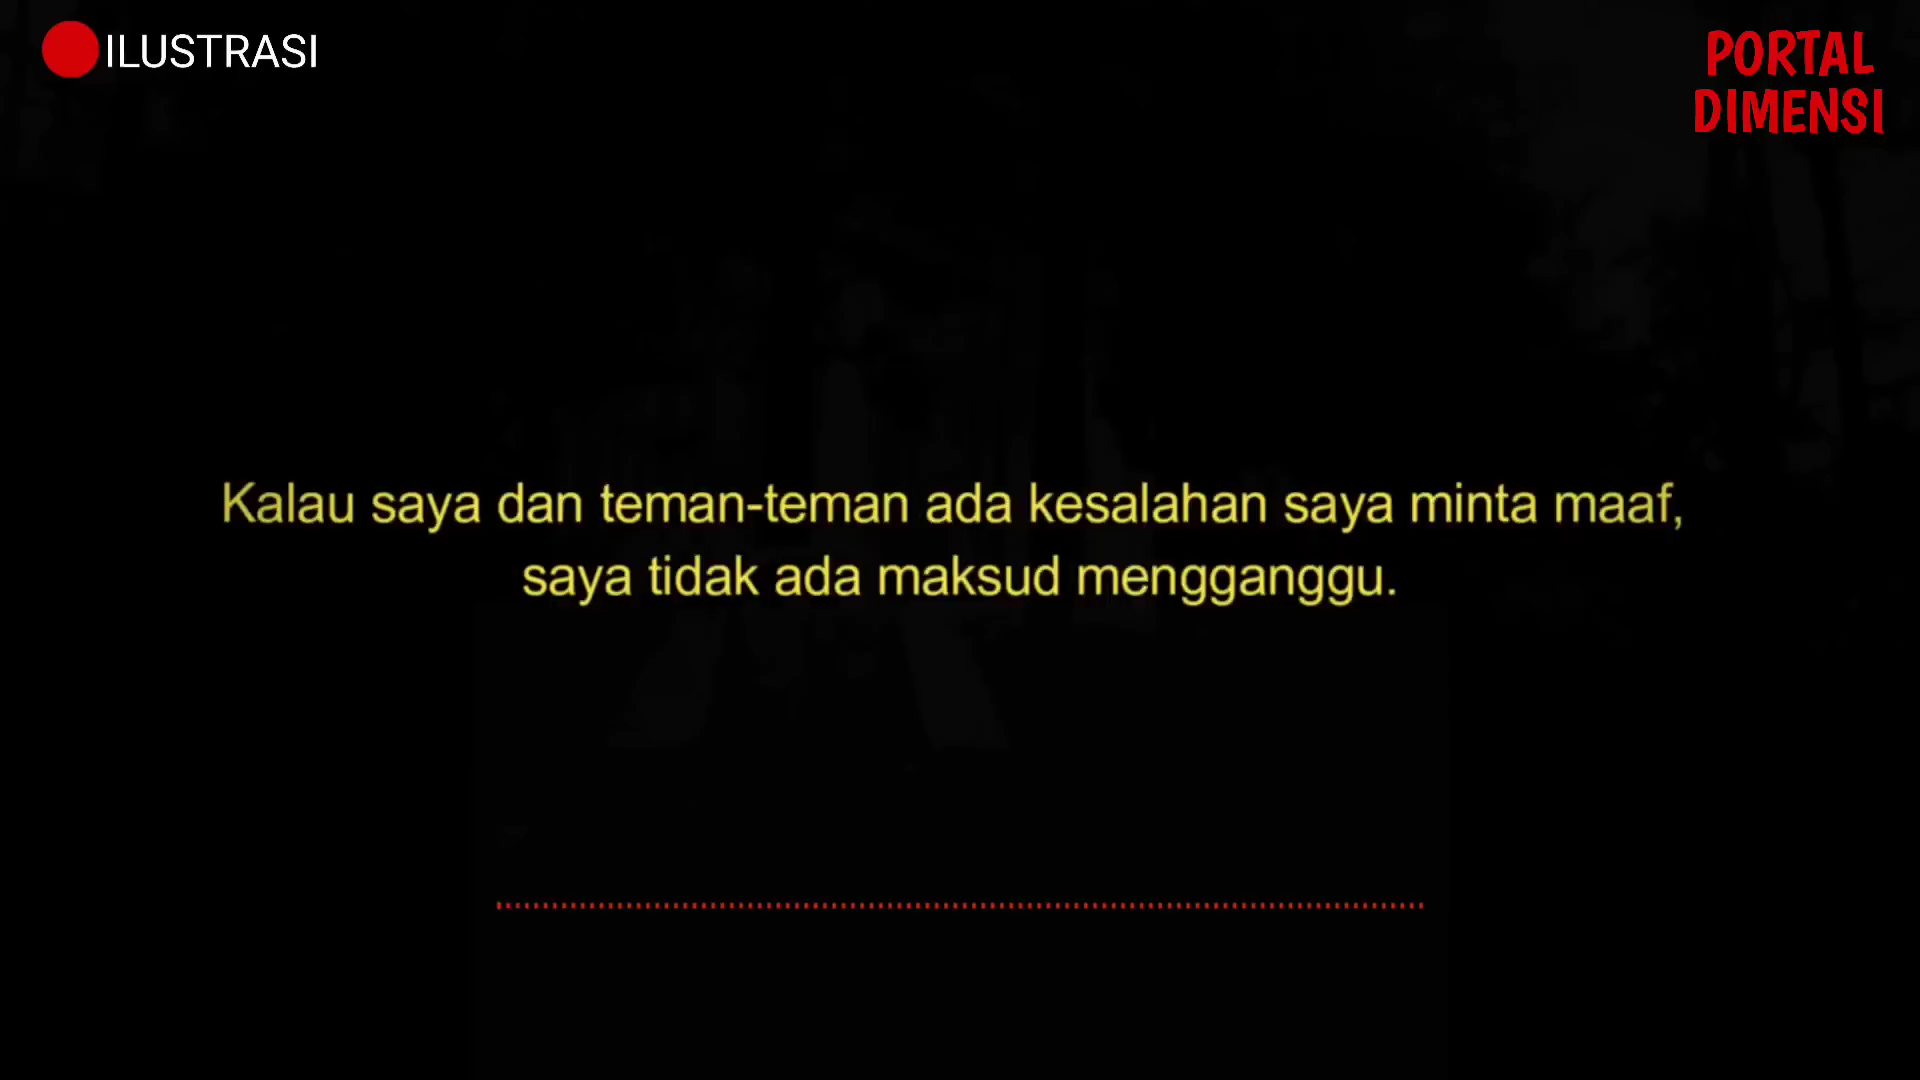 ILUSTRASI
PORTAL
DIMENSI
Kalau saya dan teman-teman ada kesalahan saya minta maaf,
saya tidak ada maksud mengganggu.